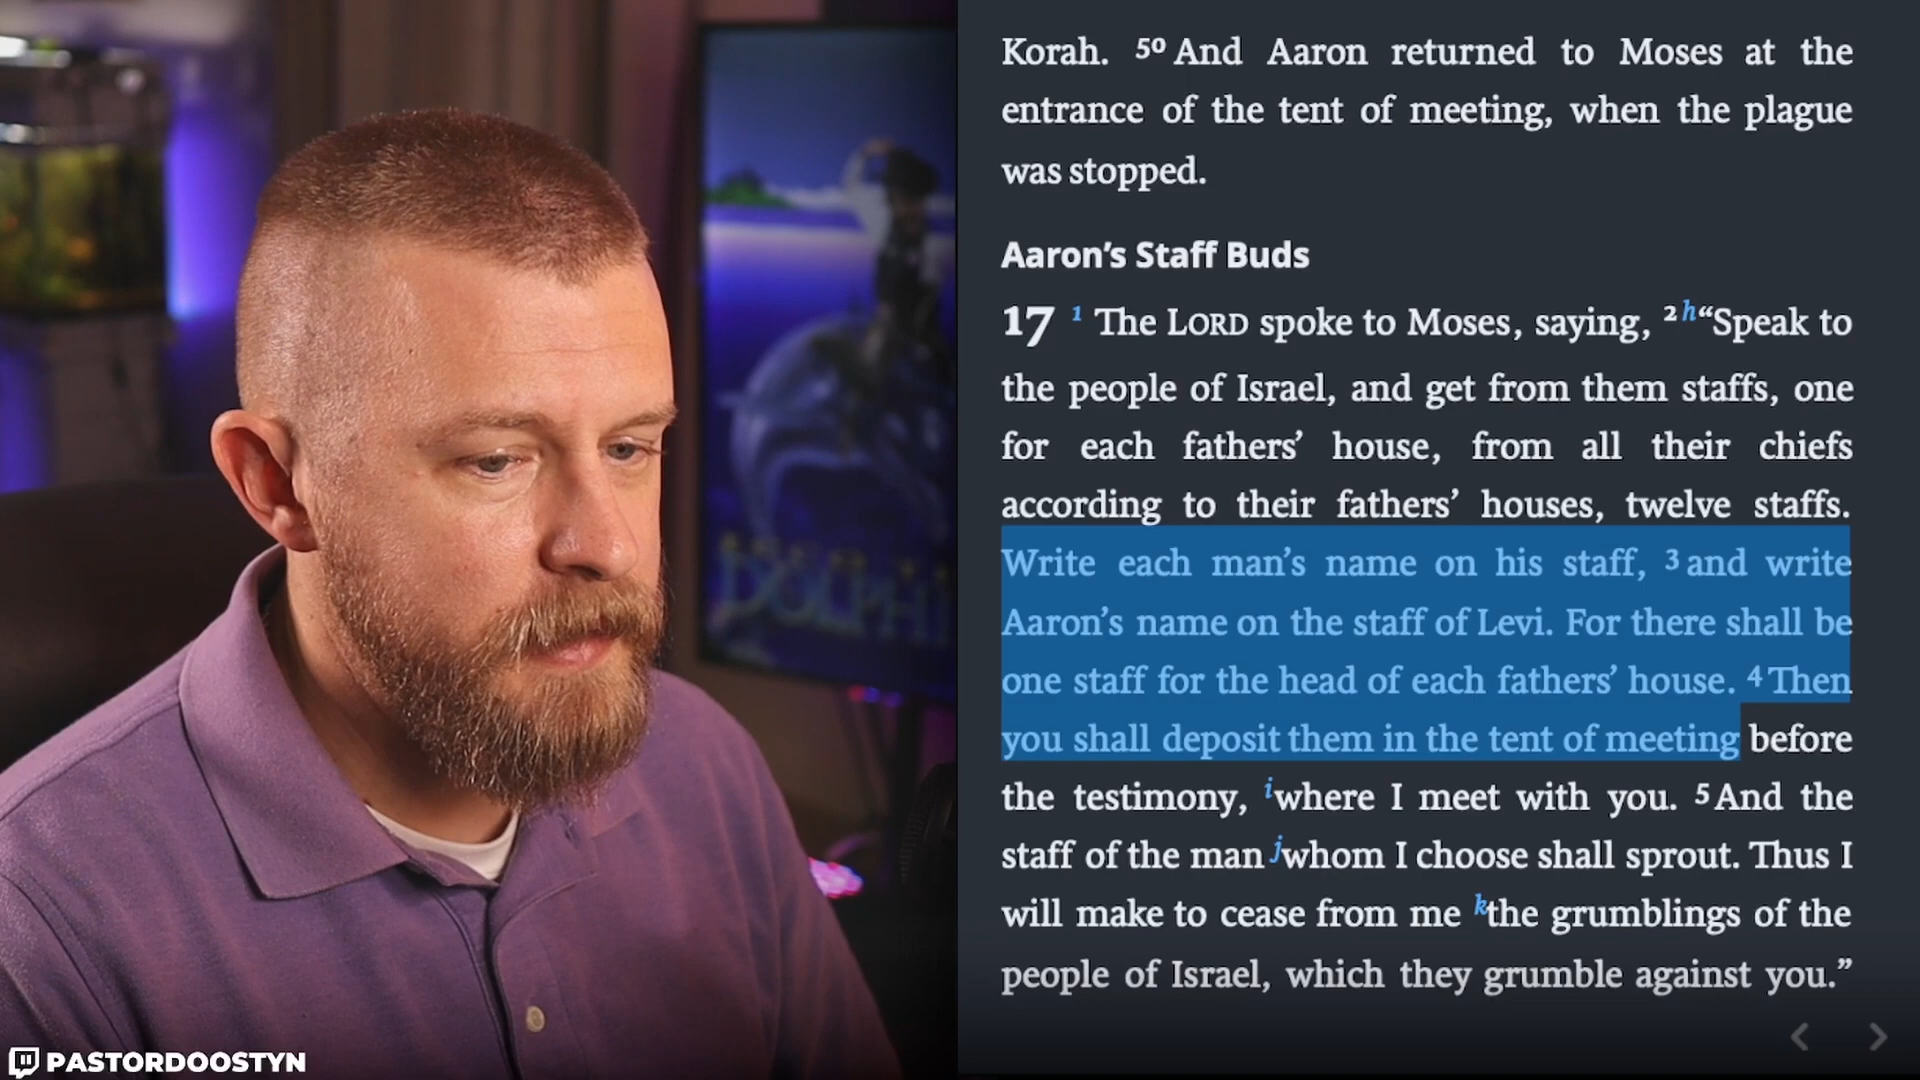 Korah. 50 And Aaron returned to Moses at the
entrance of the tent of meeting, when the plague
was stopped.
Aaron’s Staff Buds
17 1 The LORD spoke to Moses, saying, 2 h“Speak to
the people of Israel, and get from them staffs, one
for each fathers’ house, from all their chiefs
according to their fathers’ houses, twelve staffs.
Write each man’s name on his staff, 3 and write
Aaron’s name on the staff of Levi. For there shall be
one staff for the head of each fathers’ house. 4 Then
you shall deposit them in the tent of meeting before
the testimony, i where I meet with you. 5 And the
staff of the man j whom I choose shall sprout. Thus I
will make to cease from me k the grumblings of the
people of Israel, which they grumble against you.”
PASTORDOOSTYN